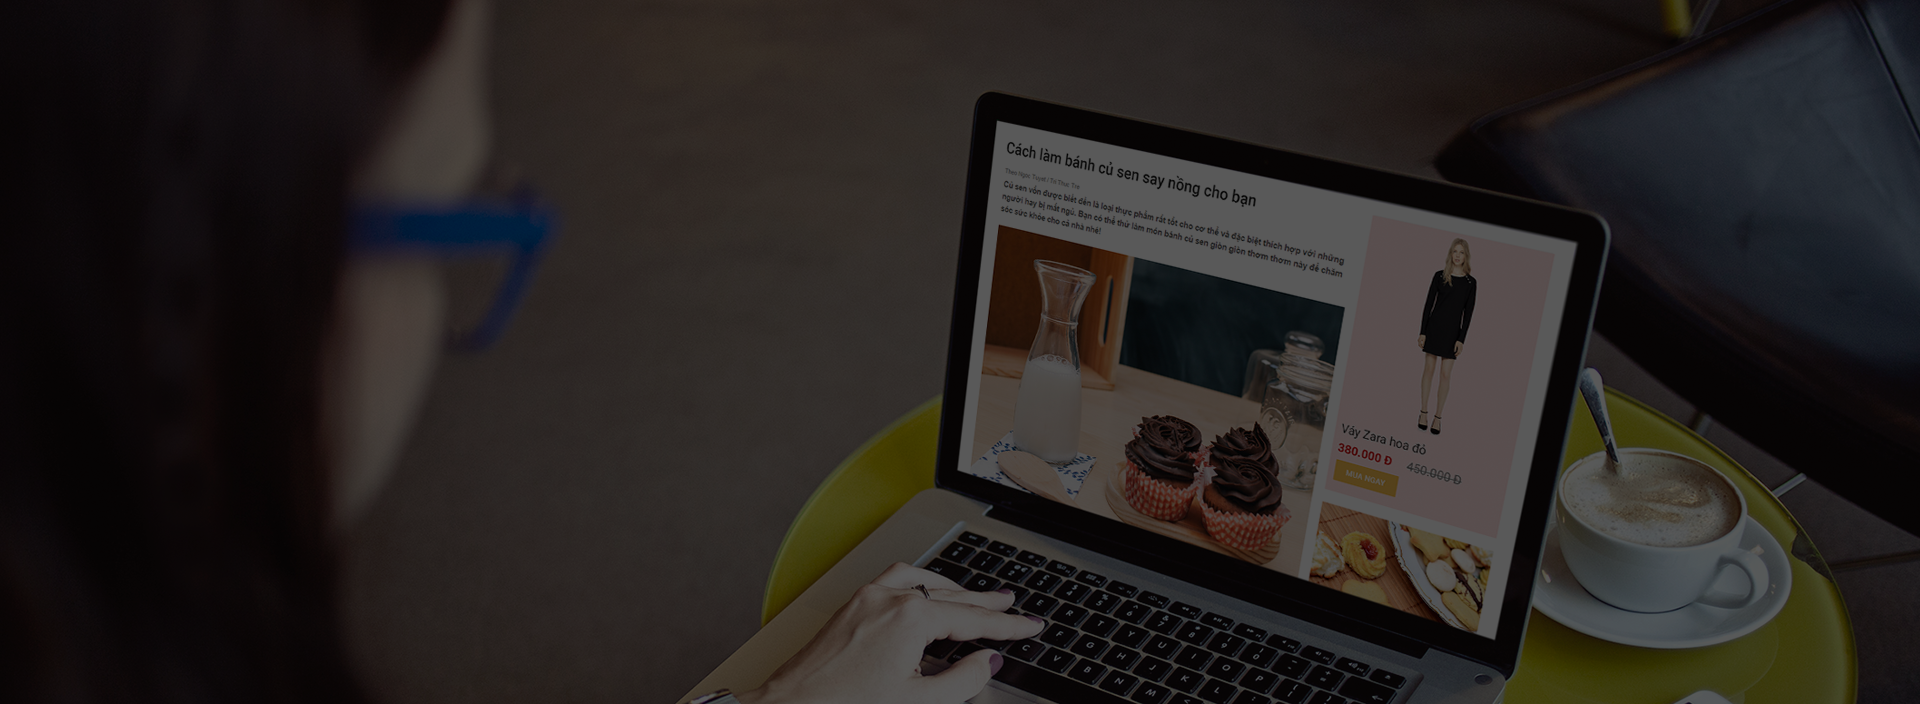 Cách làm bánh củ sen say nồng cho bạn
Theo Ngọc Tuyết / Trí Thức Trẻ
Củ sen vốn được biết đến là loại thực phẩm rất tốt cho cơ thể và đặc biệt thích hợp với những
người hay bị mất ngủ. Bạn có thể thử làm món bánh củ sen giòn giòn thơm thơm này để chăm
sóc sức khỏe cho cả nhà nhé!
Váy Zara hoa đỏ
380.000 Đ 450.000 Đ
MUA NGAY
Q
E R T Y U I O P
F G H J K L
C V B N M